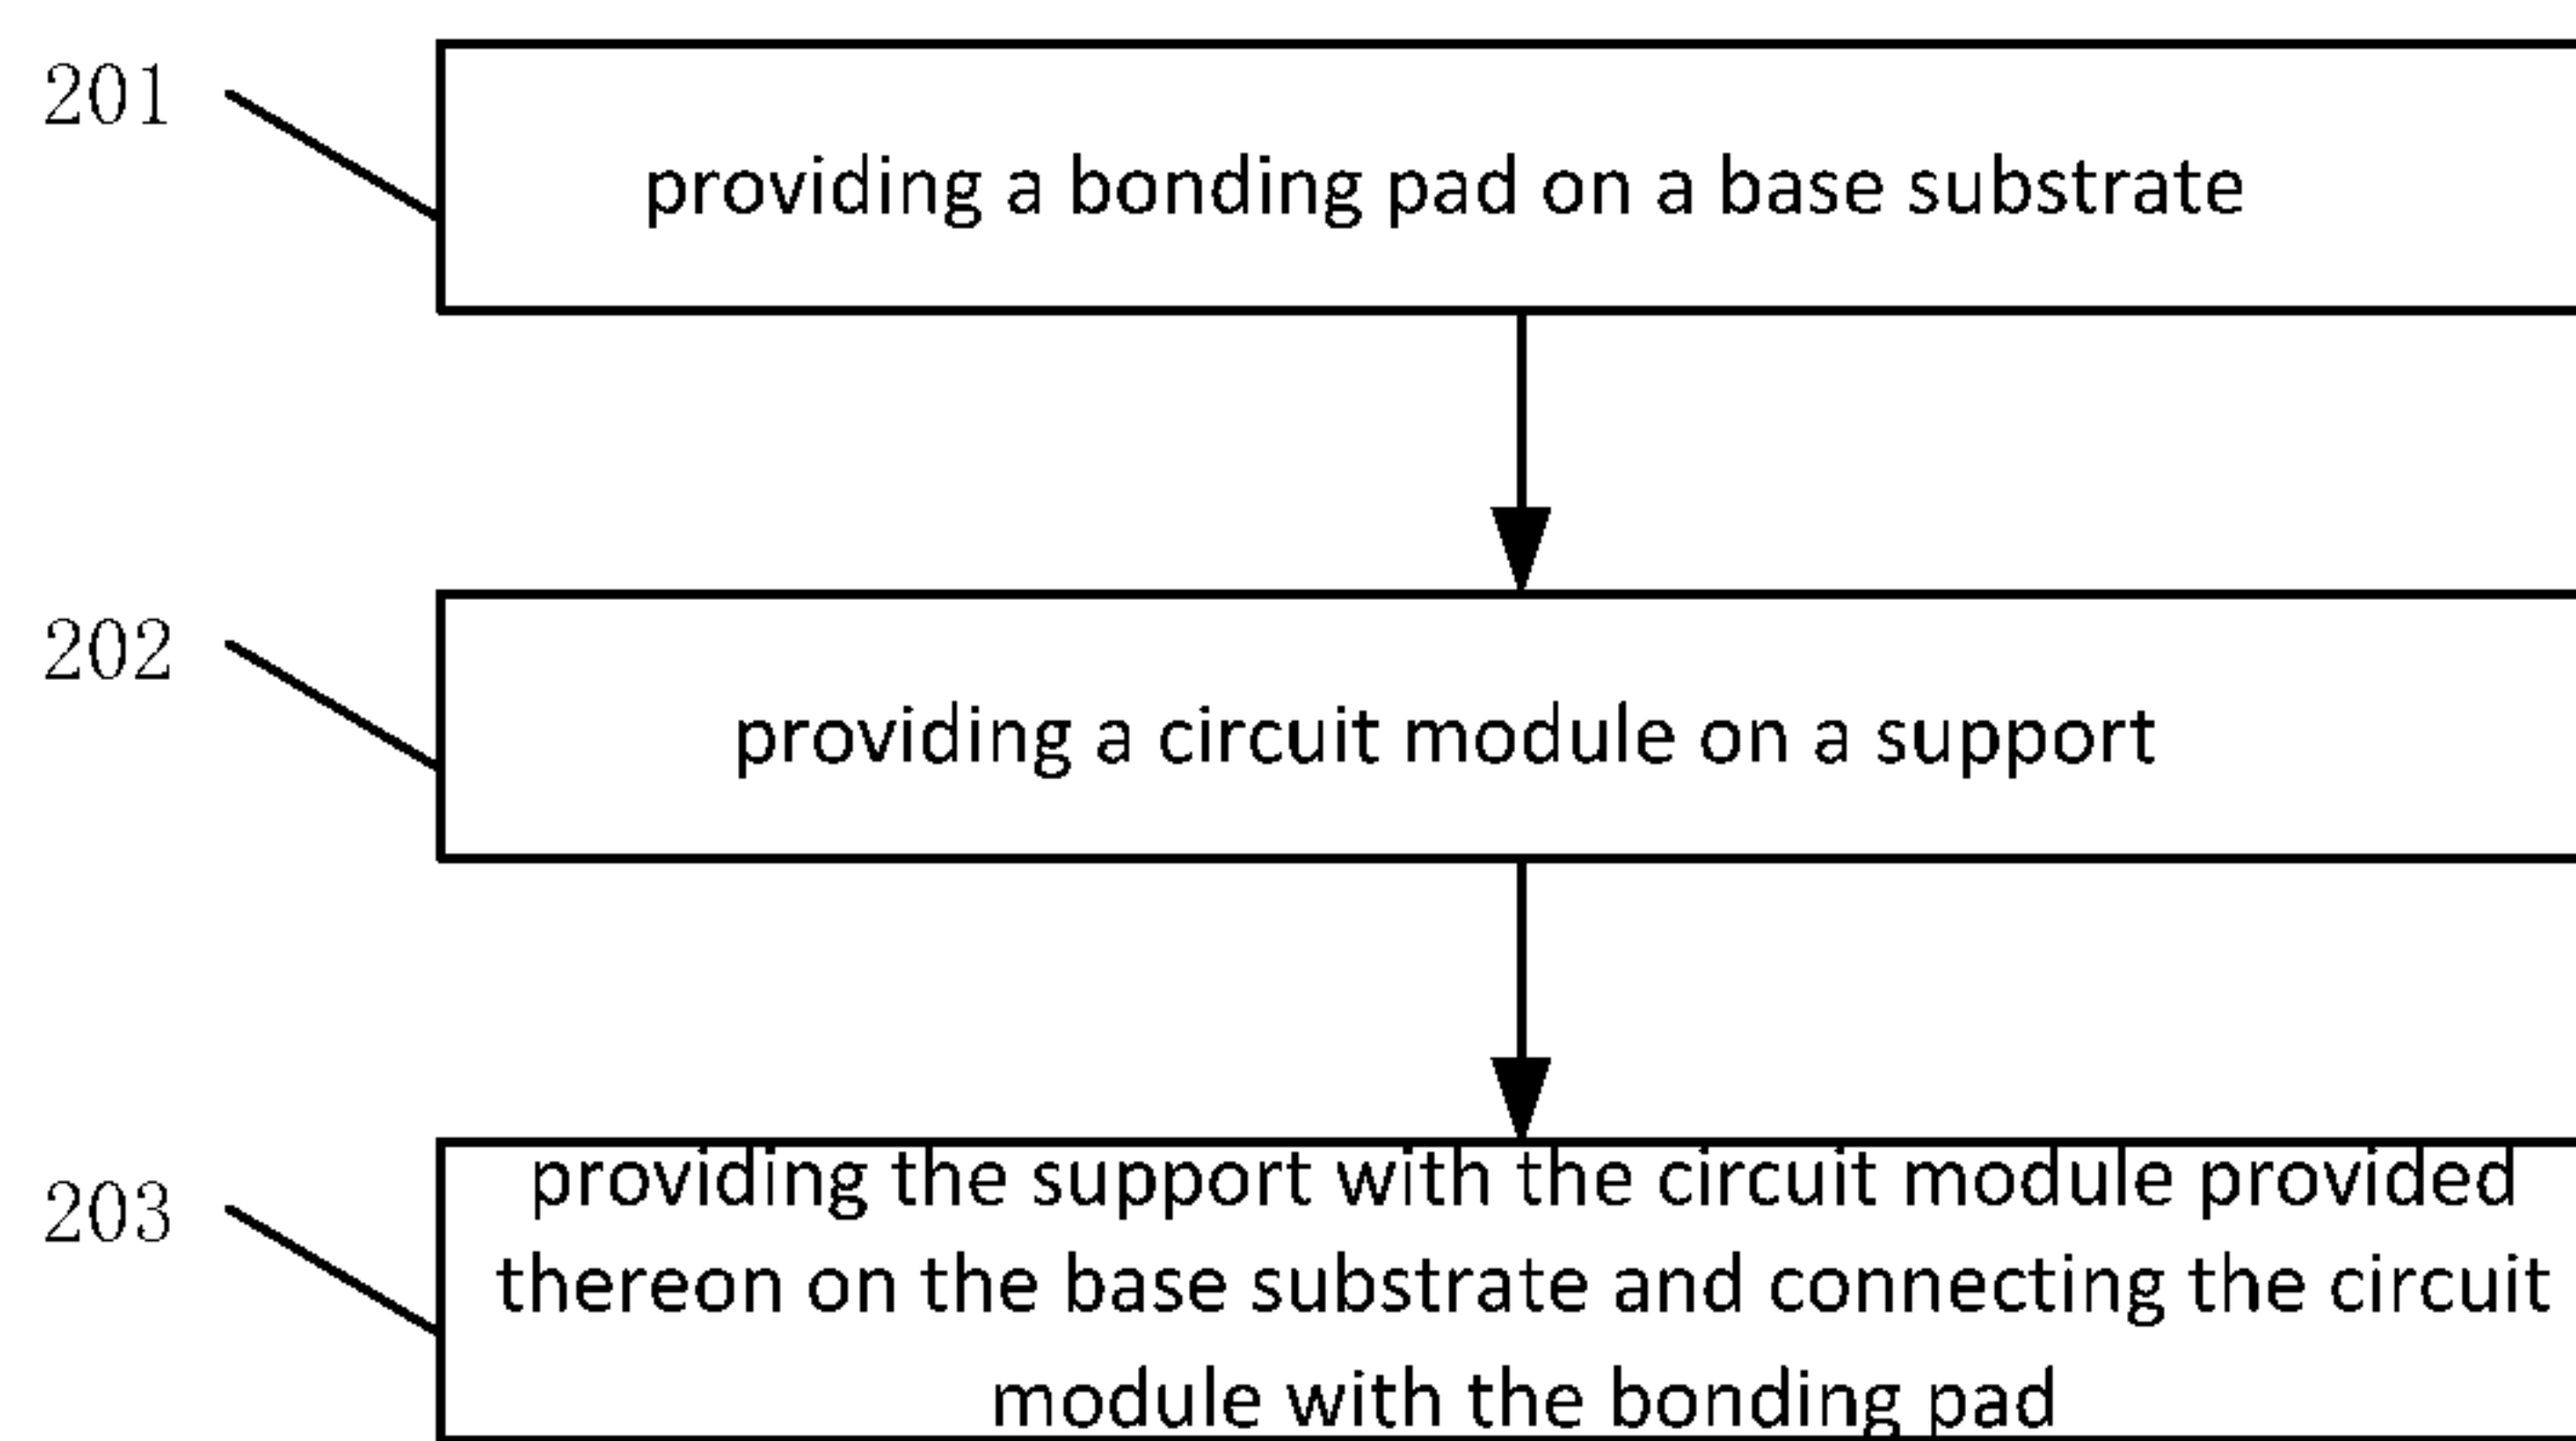 201
providing a bonding pad on a base substrate
202
providing a circuit module on a support
203
providing the support with the circuit module provided
thereon on the base substrate and connecting the circuit
module with the bonding pad